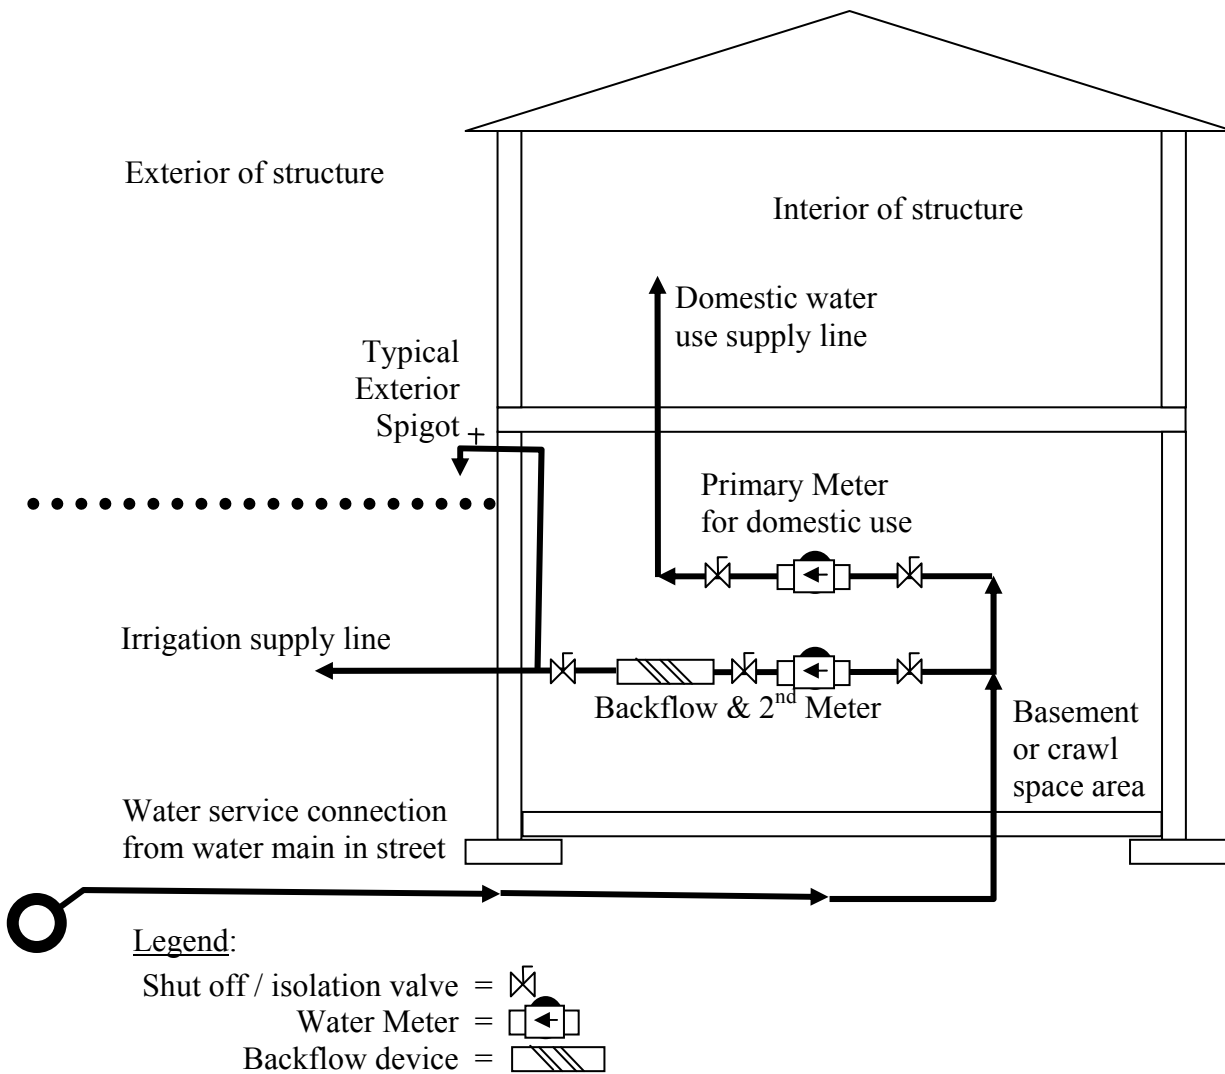 Exterior of structure
Interior of structure
Domestic water
use supply line
Typical
Exterior
Spigot
Primary Meter
for domestic use
Irrigation supply line
Backflow & 2nd Meter
Basement
or crawl
space area
Water service connection
from water main in street
Legend:
Shut off / isolation valve =
Water Meter =
Backflow device =